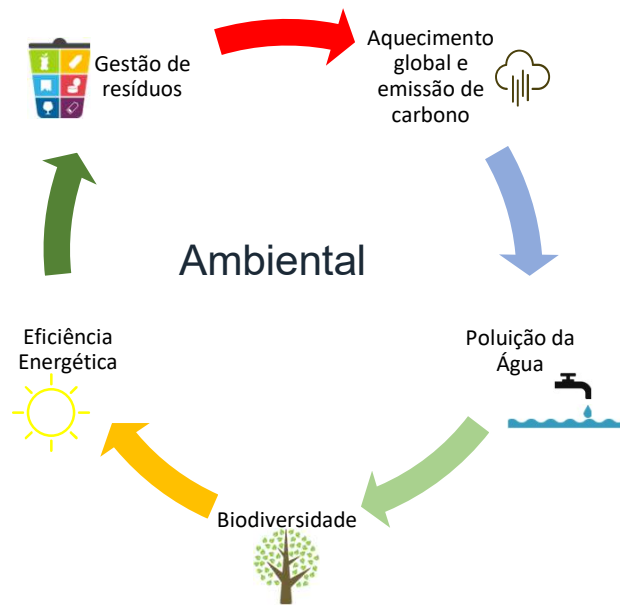 Gestão de
resíduos
Aquecimento
global e
emissão de
carbono
Ambiental
Eficiência
Energética
Poluição da
Água
Biodiversidade